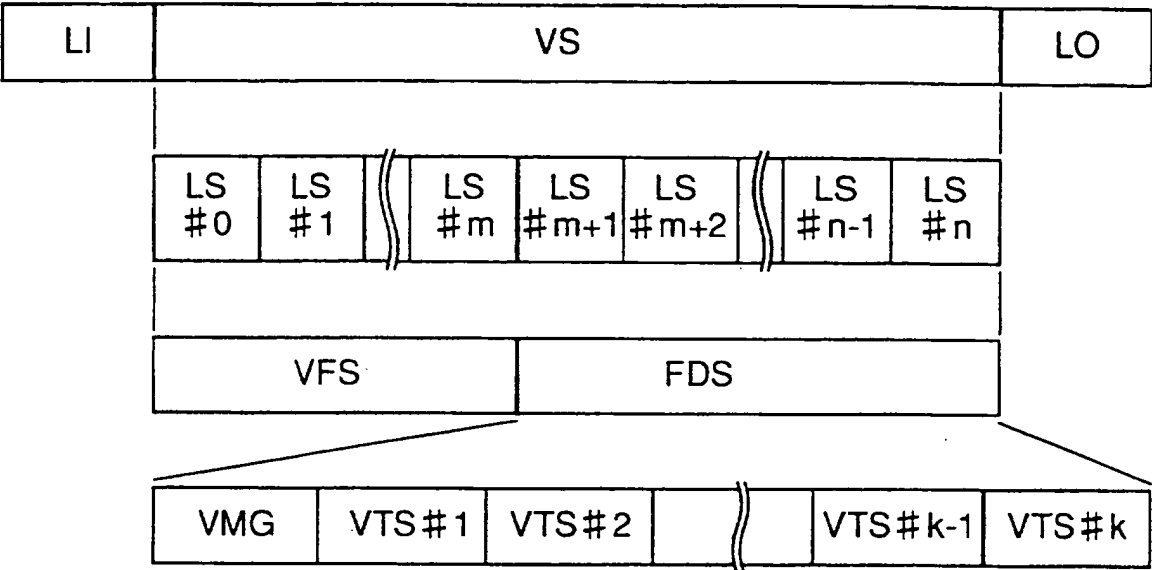 LI VS LO
LS LS LS LS LS LS LS
#0 #1 #m #m+1 #m+2 #n-1 #n
VFS FDS
VMG VTS#1 VTS#2 VTS#k-1 VTS#k